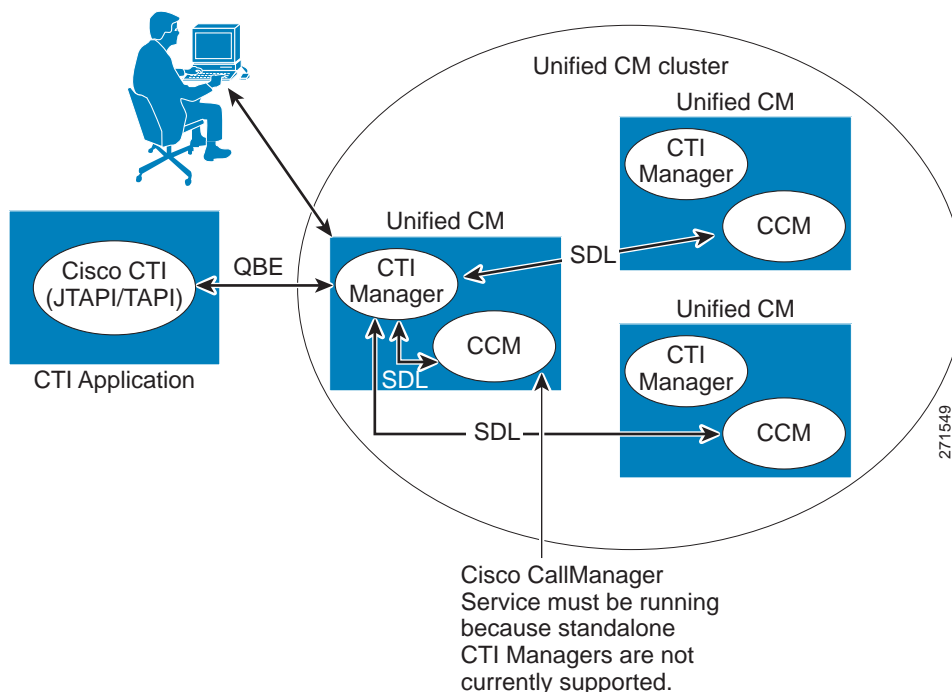 Unified CM cluster
Unified CM
CTI
Manager
CCM
SDL
Unified CM
CTI
Manager
CCM
SDL
QBE
Cisco CTI
(JTAPI/TAPI)
CTI Application
Unified CM
CTI
Manager
CCM
SDL
271549
Cisco CallManager
Service must be running
because standalone
CTI Managers are not
currently supported.